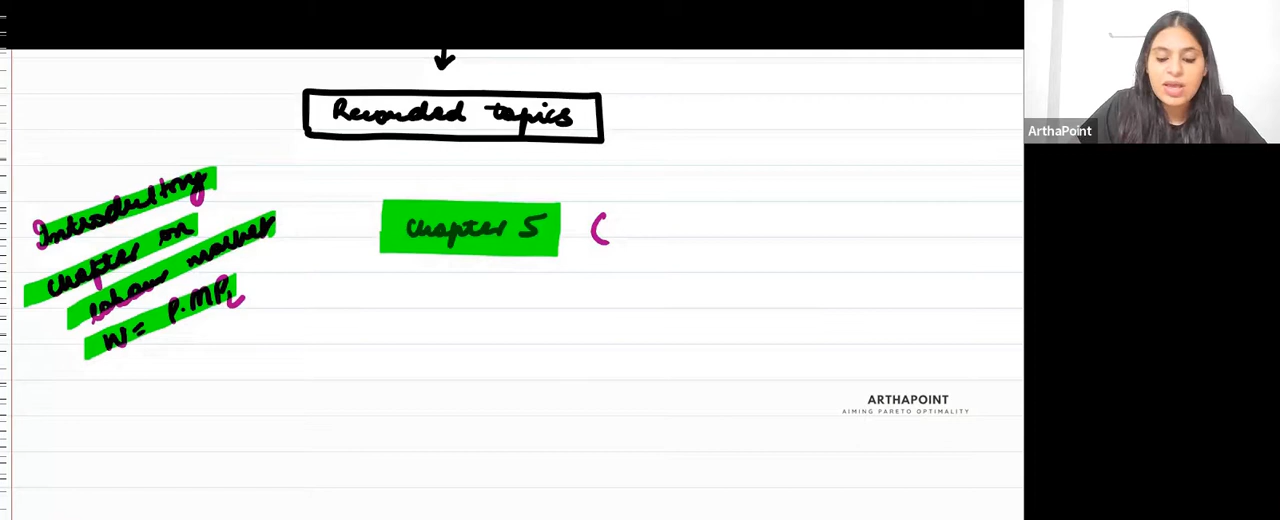 Recorded topics
Introductory
chapter on
labour market
W = P.MPL
Chapter 5 (
ARTHAPOINT
AIMING PARETO OPTIMALITY
ArthaPoint